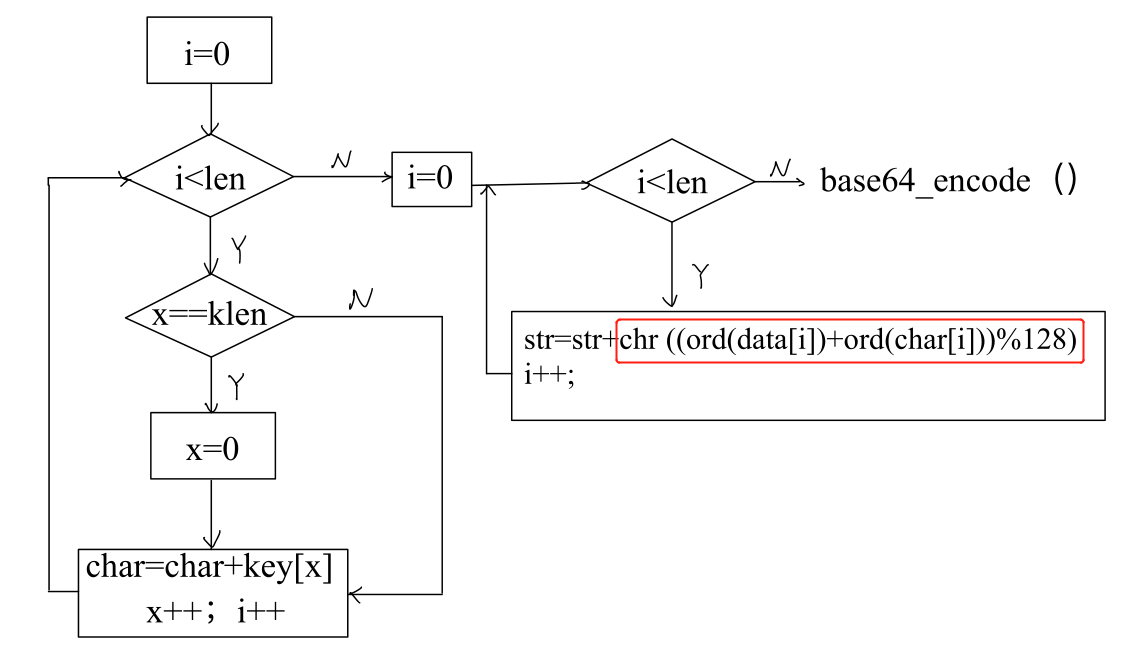 i=0
i<len
N
i=0
i<len
N
base64_encode ()
Y
x==klen
N
Y
str=str+chr ((ord(data[i])+ord(char[i]))%128)
i++;
Y
x=0
char=char+key[x]
x++; i++